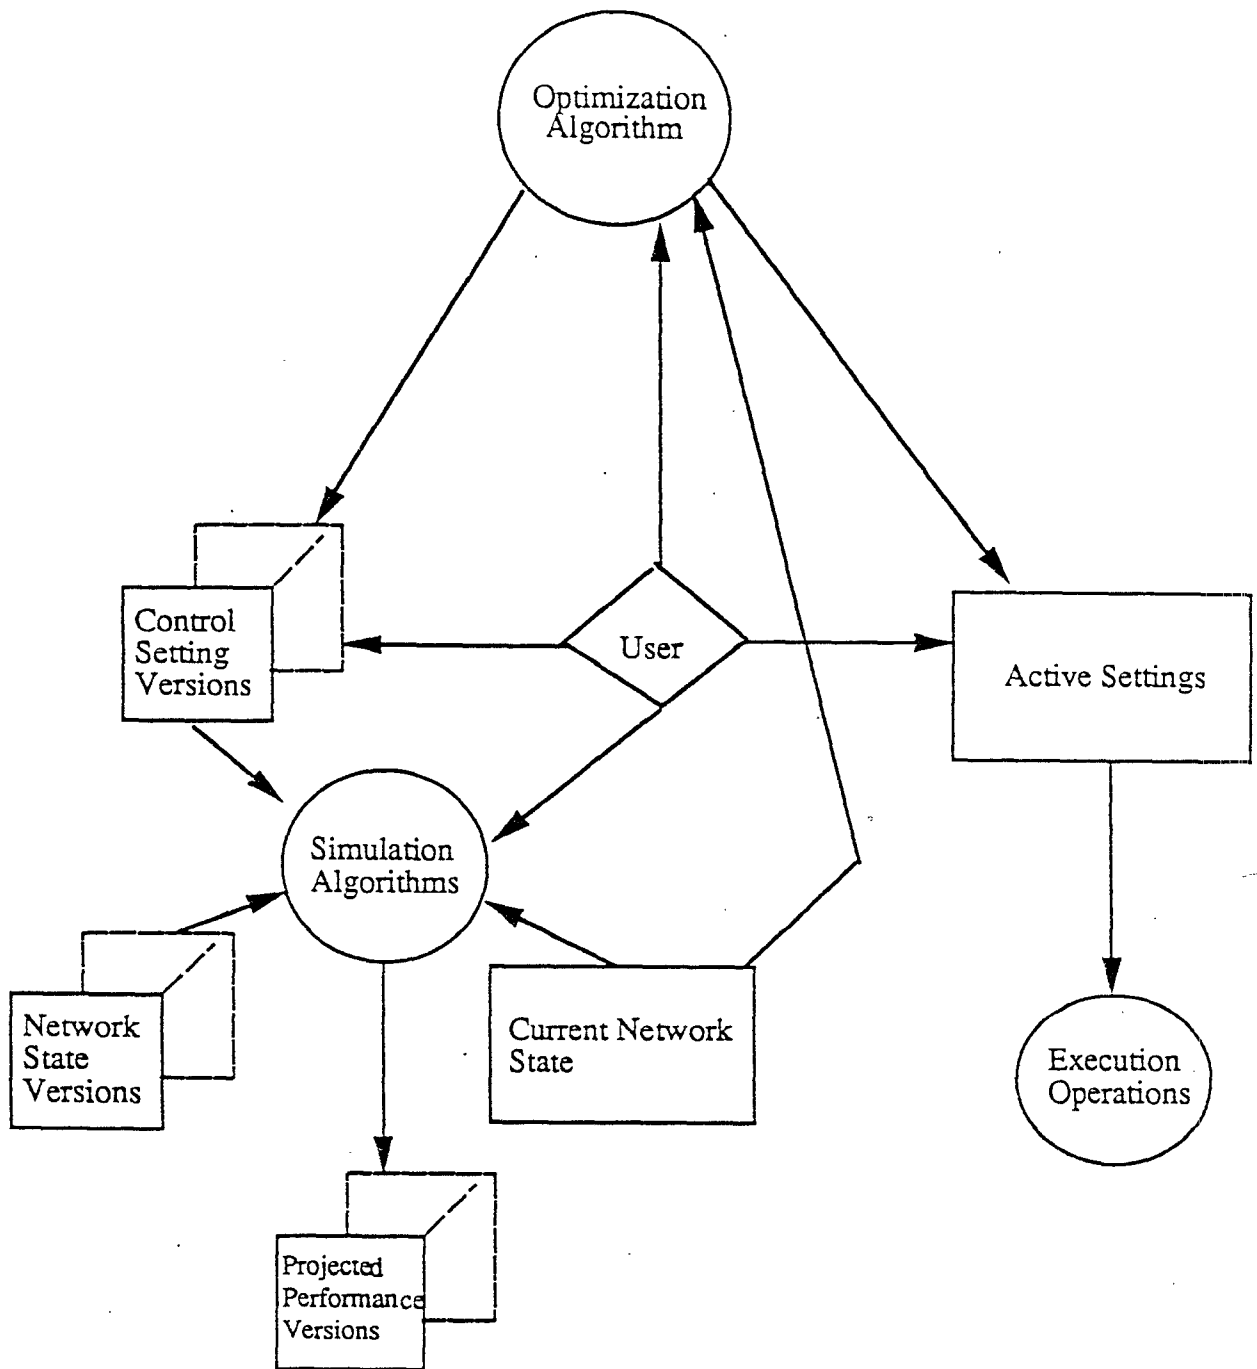 Optimization
Algorithm
Control
Setting
Versions
User
Active Settings
Simulation
Algorithms
Network
State
Versions
Current Network
State
Execution
Operations
Projected
Performance
Versions